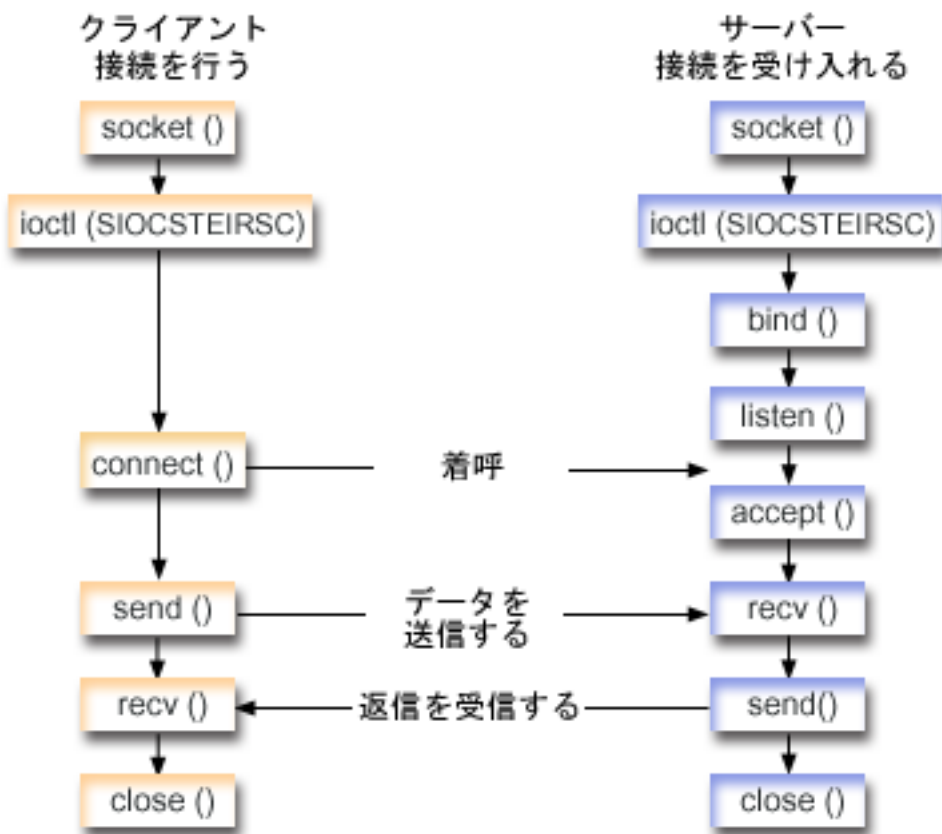 クライアント
接続を行う
socket ()
ioctl (SIOCSTEIRSC)
connect ()
send ()
recv ()
close ()
着呼
データを
送信する
返信を受信する
サーバー
接続を受け入れる
socket ()
ioctl (SIOCSTEIRSC)
bind ()
listen ()
accept ()
recv ()
send()
close ()